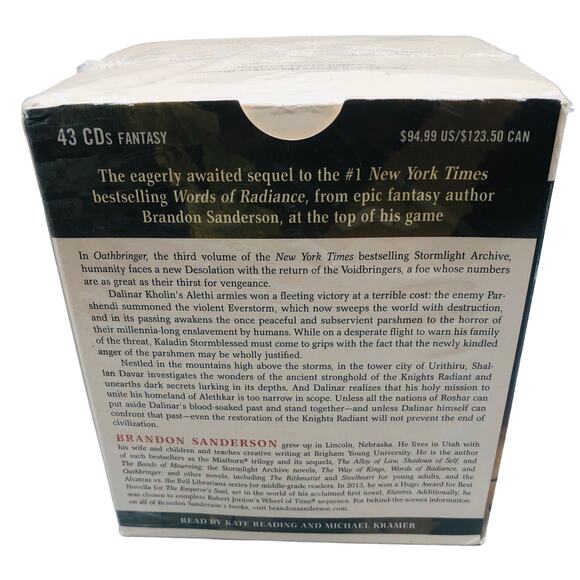 43 CDs FANTASY
$94.99 US/$123.50 CAN
The eagerly awaited sequel to the #1 New York Times
bestselling Words of Radiance, from epic fantasy author
Brandon Sanderson, at the top of his game
In Oathbringer, the third volume of the New York Times bestselling Stormlight Archive,
humanity faces a new Desolation with the return of the Voidbringers, a foe whose numbers
are as great as their thirst for vengeance.
Dalinar Kholin's Alethi armies won a fleeting victory at a terrible cost: the enemy Par-
shendi summoned the violent Everstorm, which now sweeps the world with destruction,
and in its passing awakens the once peaceful and subservient parshmen to the horror of
their millennia-long enslavement by humans. While on a desperate flight to warn his family
of the threat, Kaladin Stormblessed must come to grips with the fact that the newly kindled
anger of the parshmen may be wholly justified.
Nestled in the mountains high above the storms, in the tower city of Urithiru, Shal-
lan Davar investigates the wonders of the ancient stronghold of the Knights Radiant and
unearths dark secrets lurking in its depths. And Dalinar realizes that his holy mission to
unite his homeland of Alethkar was too narrow in scope. Unless all the nations of Roshar can
put aside Dalinar's blood-soaked past and stand together—and unless Dalinar himself can
confront that past—even the restoration of the Knights Radiant will not prevent the end of
civilization.
BRANDON SANDERSON grew up in Lincoln, Nebraska. He lives in Utah with
his wife and children and teaches creative writing at Brigham Young University. He is the author
of such bestsellers as the Mistborn® trilogy and its sequels, The Alloy of Law, Shadows of Self, and
The Bands of Mourning; the Stormlight Archive novels, The Way of Kings, Words of Radiance, and
Oathbringer; and other novels, including The Rithmatist and Steelheart for young adults, and the
Alcatraz vs. the Evil Librarians series for middle-grade readers. In 2013, he won a Hugo Award for Best
Novella for The Emperor's Soul, set in the world of his acclaimed first novel, Elantris. Additionally, he
was chosen to complete Robert Jordan's Wheel of Time® sequence. For behind-the-scenes information
on all of Brandon Sanderson's books, visit brandonsanderson.com.
READ BY KATE READING AND MICHAEL KRAMER